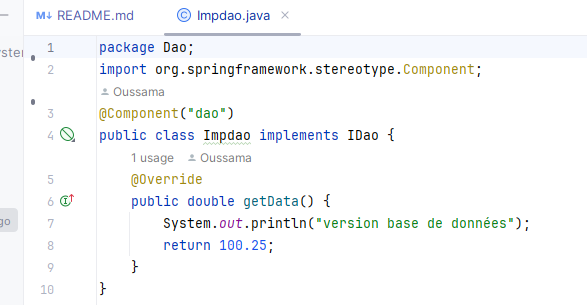 README.md
Impdao.java
1 package Dao;
2 import org.springframework.stereotype.Component;
Oussama
3 @Component("dao")
4 public class Impdao implements IDao {
1 usage Oussama
5 @Override
6 public double getData() {
7 System.out.println("version base de données");
8 return 100.25;
9 }
10 }